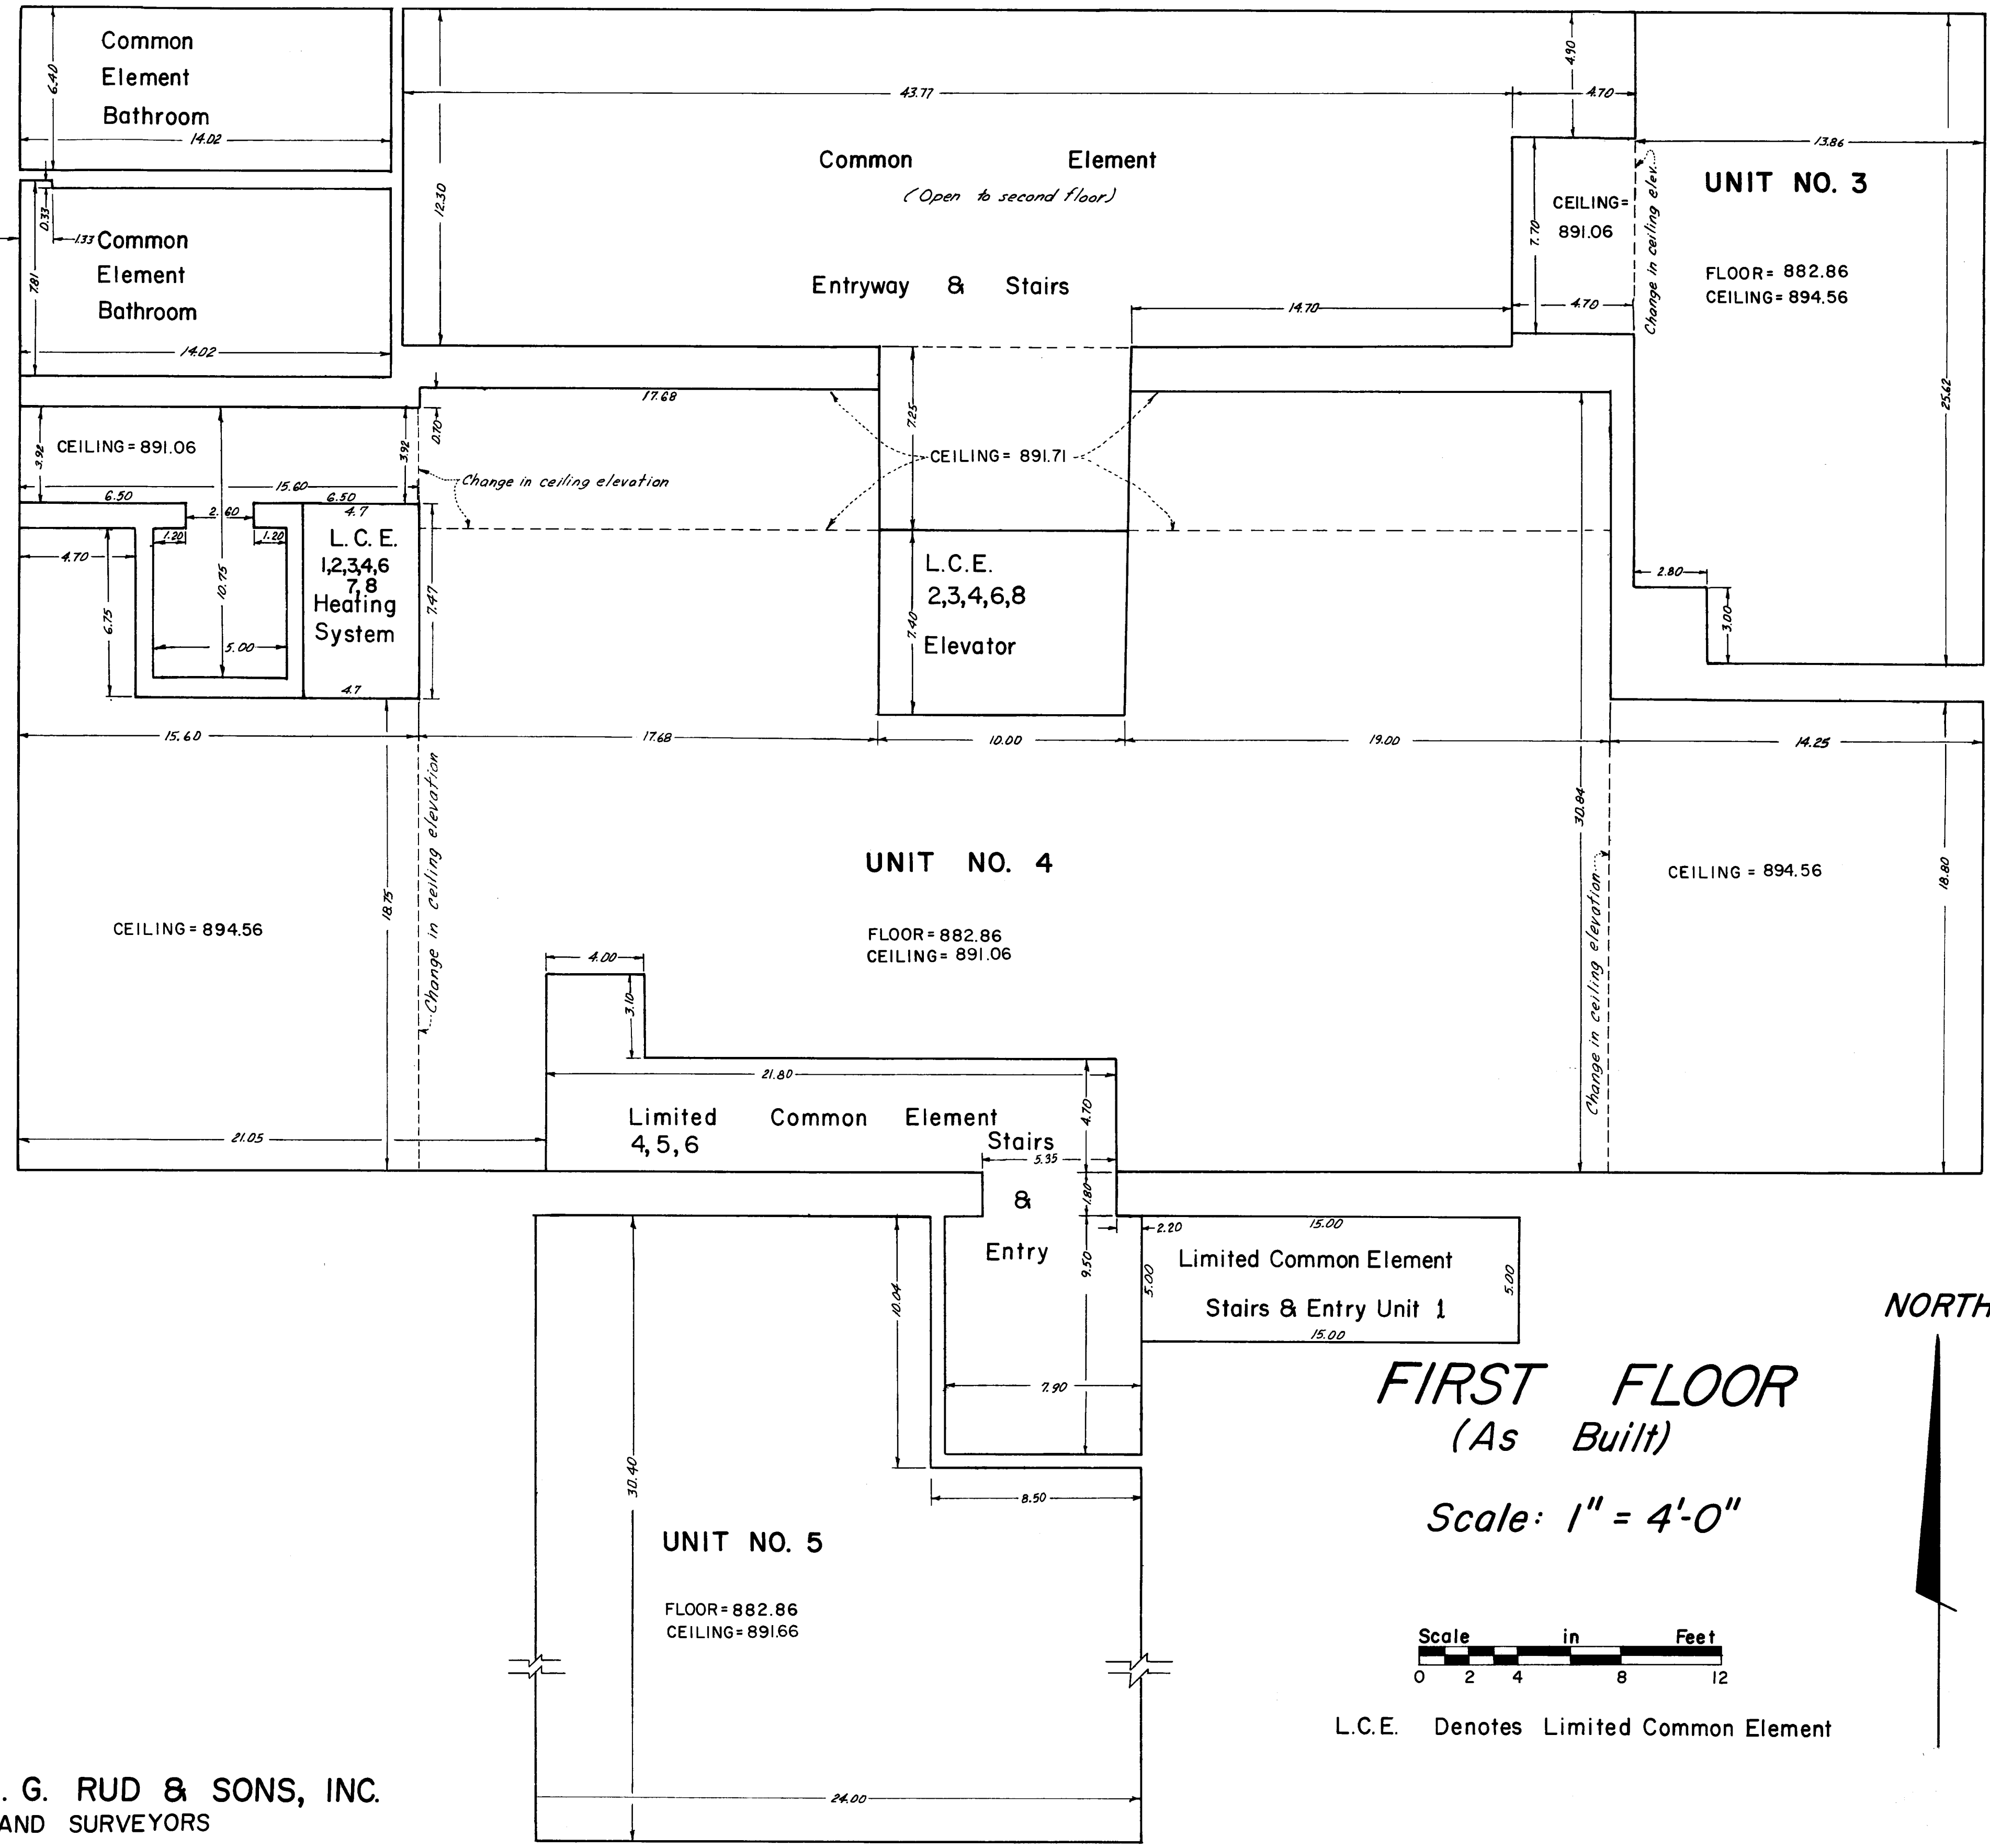 Common
Element
Bathroom
6.40
14.02
0.33
1.33
7.81
Common
Element
Bathroom
14.02
12.30
43.77
4.90
4.70
Common Element
(Open to second floor)
Entryway & Stairs
14.70
7.70
4.70
CEILING=
891.06
Change in ceiling elev.
13.86
UNIT NO. 3
FLOOR= 882.86
CEILING= 894.56
25.62
2.80
3.00
3.92
CEILING= 891.06
15.60
3.92
0.70
17.68
7.25
CEILING= 891.71
Change in ceiling elevation
6.50
2.60
6.50
1.20
1.20
4.70
6.75
10.75
5.00
4.7
L. C. E.
1,2,3,4,6
7,8
Heating
System
4.7
7.47
L.C.E.
2,3,4,6,8
Elevator
7.40
15.60
17.68
10.00
19.00
14.25
Change in ceiling elevation
18.75
CEILING= 894.56
UNIT NO. 4
FLOOR= 882.86
CEILING= 891.06
30.84
Change in ceiling elevation
CEILING = 894.56
18.80
4.00
3.10
21.80
21.05
Limited Common Element
4,5,6
Stairs
4.70
5.35
1.80
&
Entry
9.50
2.20
15.00
5.00
Limited Common Element
Stairs & Entry Unit 1
5.00
15.00
10.04
7.90
8.50
30.40
UNIT NO. 5
FLOOR= 882.86
CEILING= 891.66
24.00
NORTH
FIRST FLOOR
(As Built)
Scale: 1" = 4'-0"
Scale in Feet
0 2 4 8 12
L.C.E. Denotes Limited Common Element
. G. RUD & SONS, INC.
AND SURVEYORS